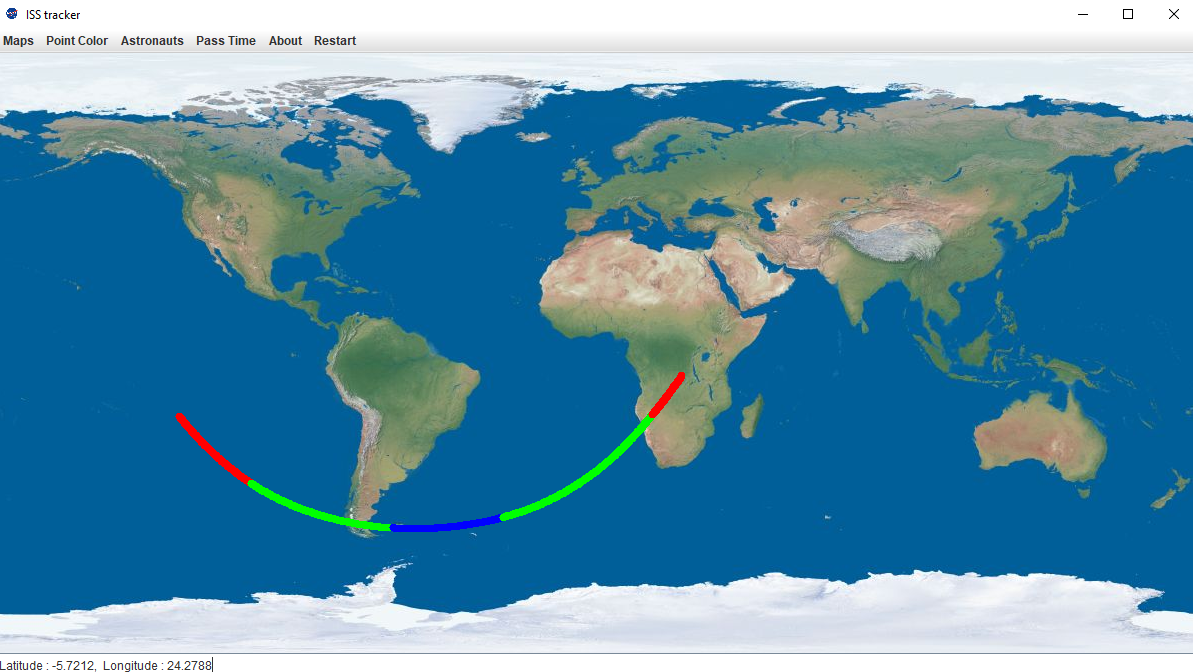 ISS tracker
Maps Point Color Astronauts Pass Time About Restart
Latitude : -5.7212, Longitude : 24.2788